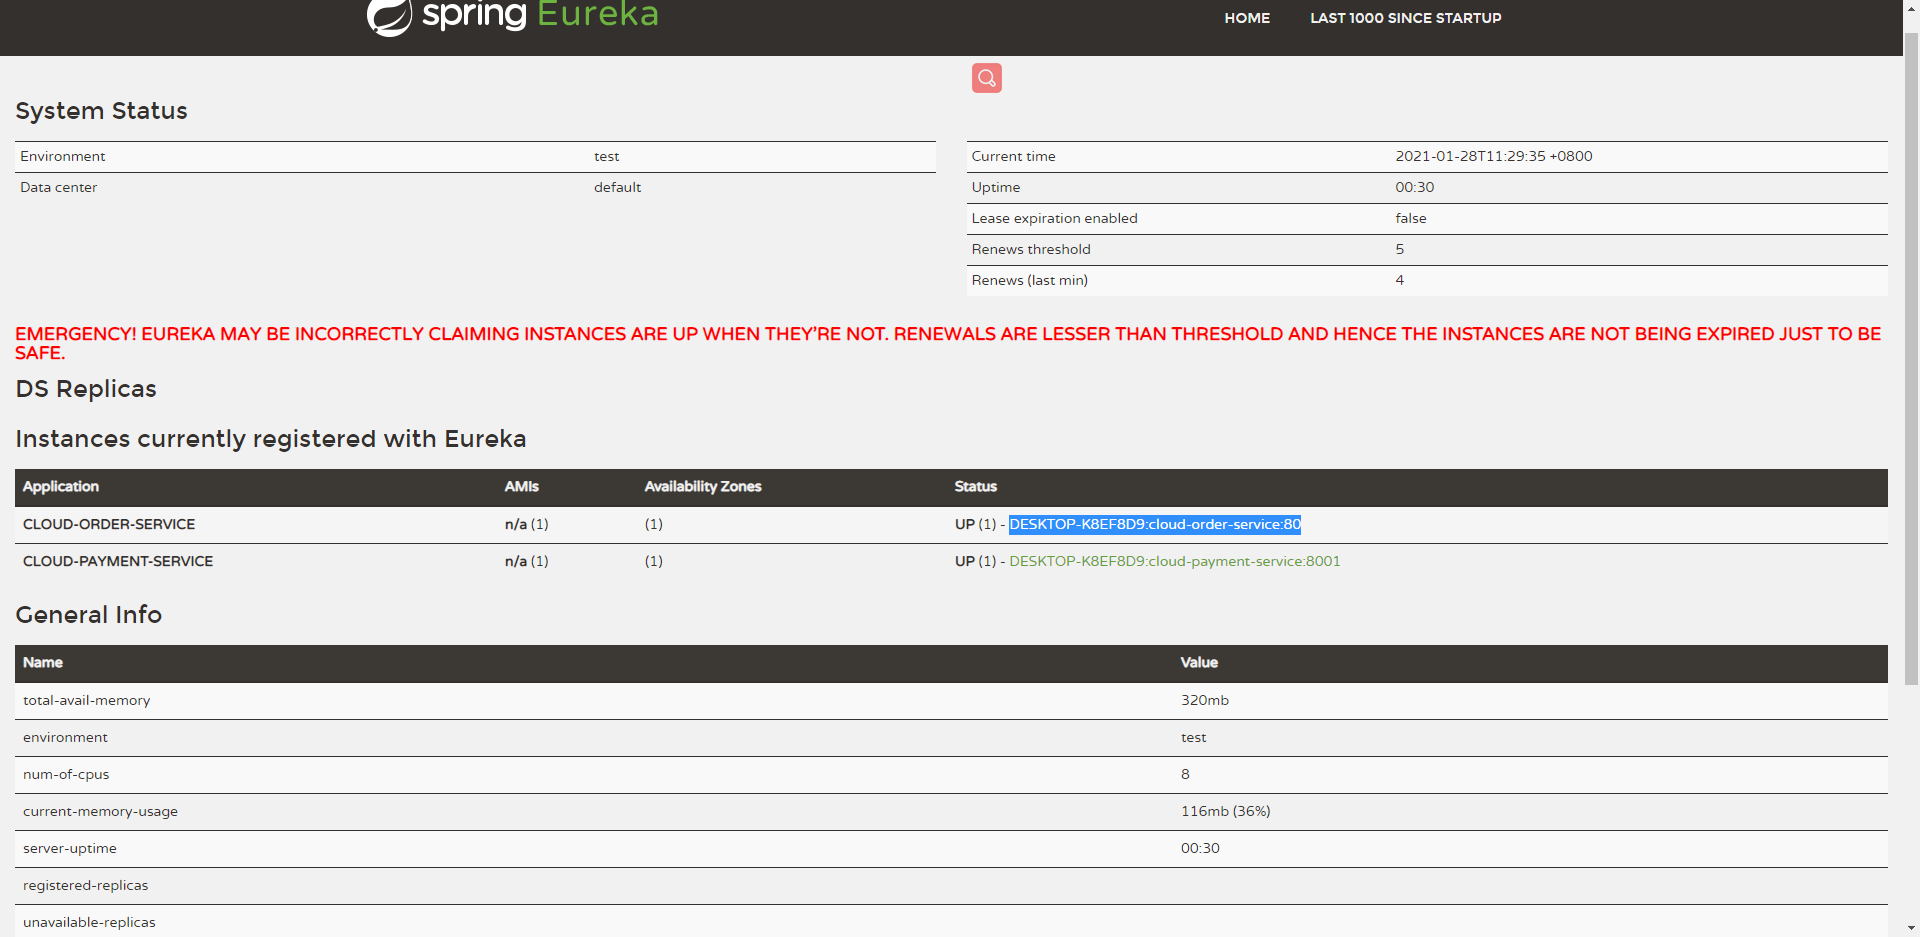 spring Eureka
HOME LAST 1000 SINCE STARTUP
System Status
Environment test
Data center default
Current time 2021-01-28T11:29:35 +0800
Uptime 00:30
Lease expiration enabled false
Renews threshold 5
Renews (last min) 4
EMERGENCY! EUREKA MAY BE INCORRECTLY CLAIMING INSTANCES ARE UP WHEN THEY'RE NOT. RENEWALS ARE LESSER THAN THRESHOLD AND HENCE THE INSTANCES ARE NOT BEING EXPIRED JUST TO BE
SAFE.
DS Replicas
Instances currently registered with Eureka
Application AMIs Availability Zones Status
CLOUD-ORDER-SERVICE n/a (1) (1) UP (1) - DESKTOP-K8EF8D9:cloud-order-service:80
CLOUD-PAYMENT-SERVICE n/a (1) (1) UP (1) - DESKTOP-K8EF8D9:cloud-payment-service:8001
General Info
Name Value
total-avail-memory 320mb
environment test
num-of-cpus 8
current-memory-usage 116mb (36%)
server-uptime 00:30
registered-replicas
unavailable-replicas